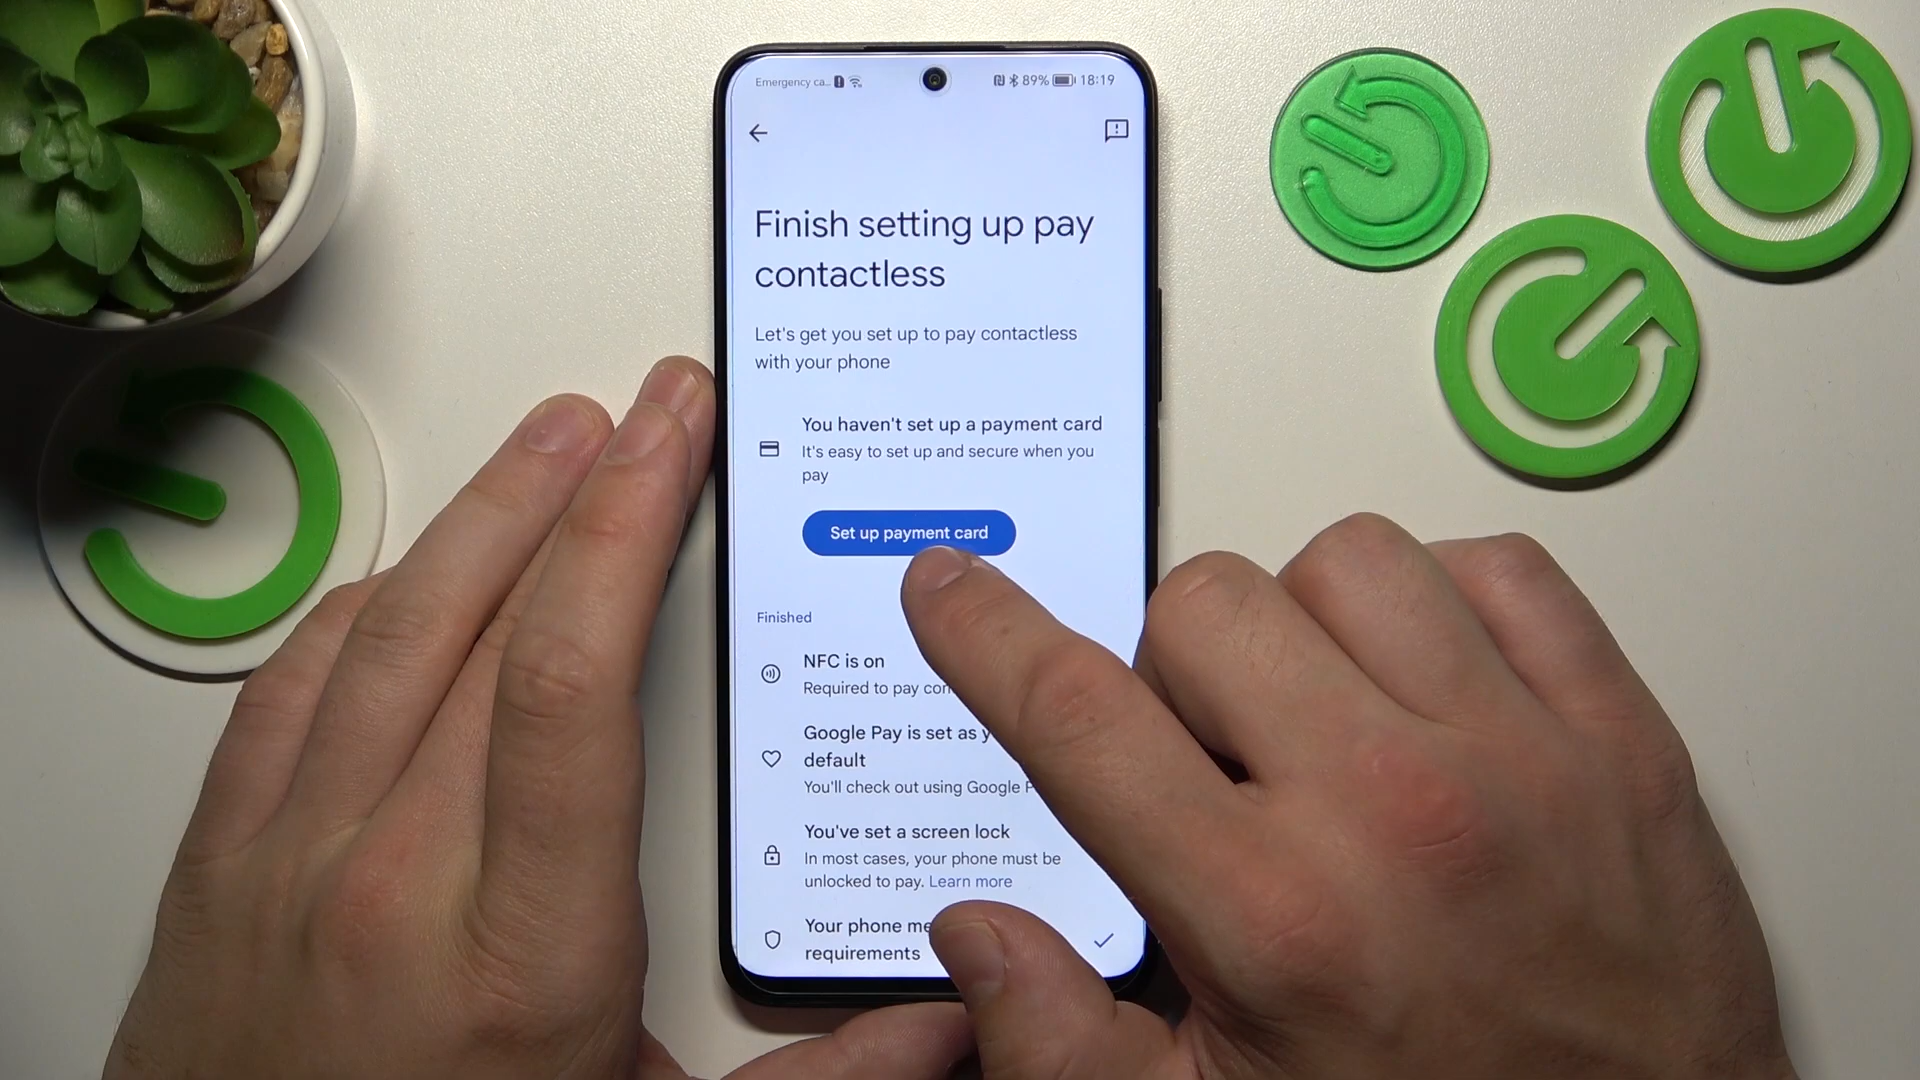 Emergency ca... 89% 18:19
Finish setting up pay
contactless
Let's get you set up to pay contactless
with your phone
You haven't set up a payment card
It's easy to set up and secure when you
pay
Set up payment card
Finished
NFC is on
Required to pay
Google Pay is set as
default
You'll check out using Google
You've set a screen lock
In most cases, your phone must be
unlocked to pay. Learn more
Your phone
requirements